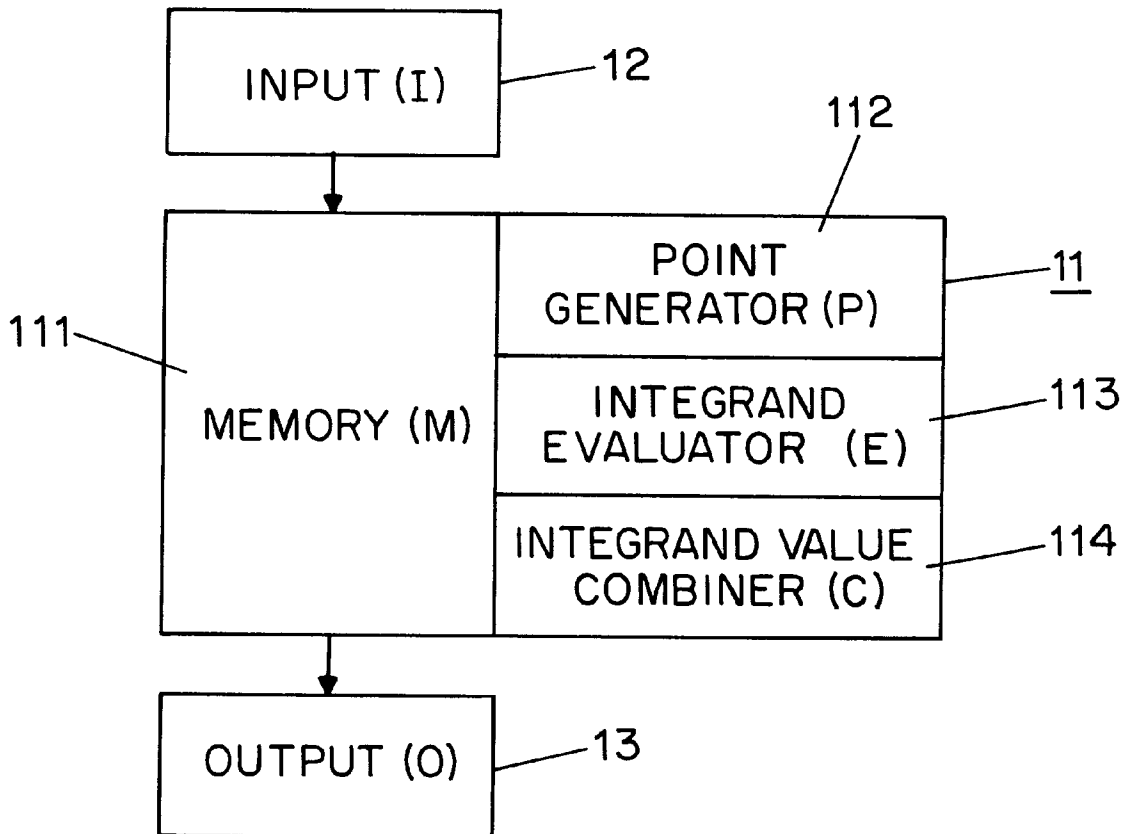 INPUT (I)
12
112
POINT
GENERATOR (P)
11
111
MEMORY (M)
INTEGRAND
EVALUATOR (E)
113
INTEGRAND VALUE
COMBINER (C)
114
OUTPUT (O)
13